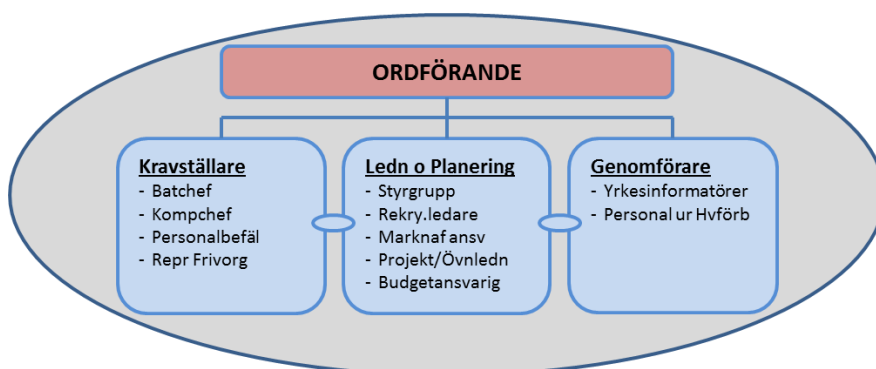 ORDFÖRANDE
Kravställare
- Batchef
- Kompchef
- Personalbefäl
- Repr Frivorg
Ledn o Planering
- Styrgrupp
- Rekry.ledare
- Marknaf ansv
- Projekt/Övnledn
- Budgetansvarig
Genomförare
- Yrkesinformatörer
- Personal ur Hvförb